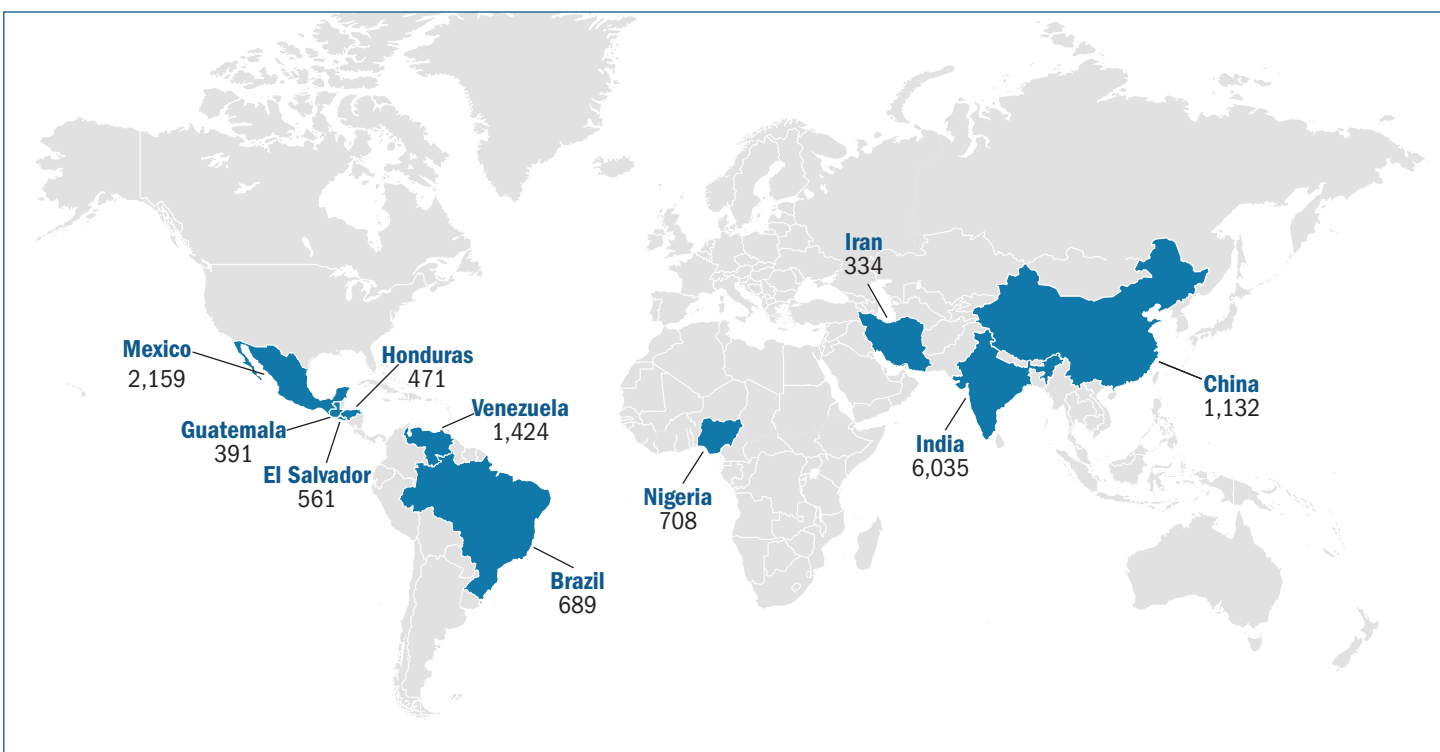 Iran
334
Mexico
2,159
Honduras
471
China
1,132
Venezuela
1,424
Guatemala
391
India
6,035
El Salvador
561
Nigeria
708
Brazil
689